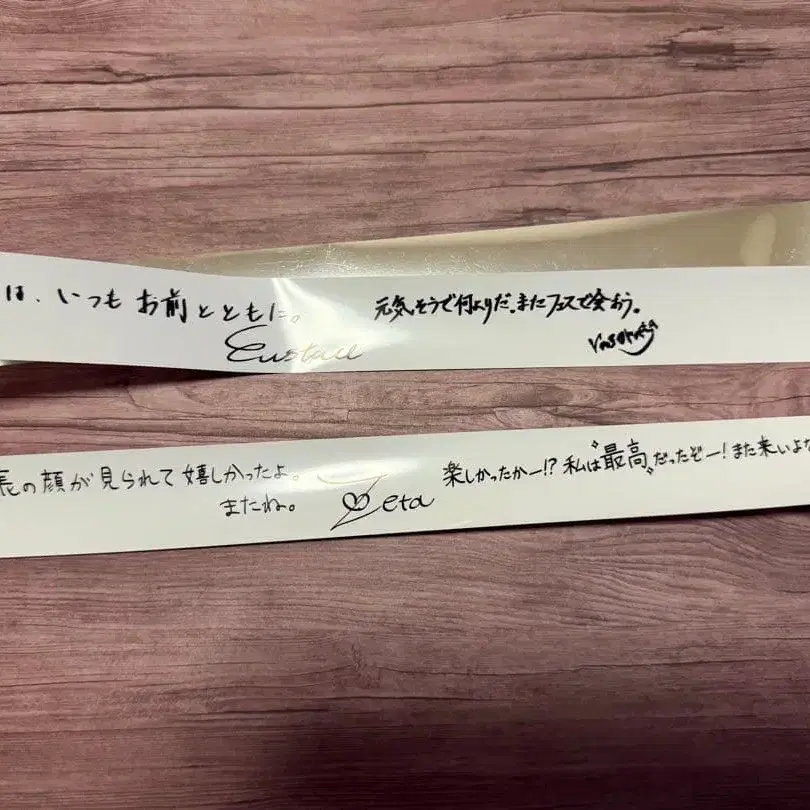 は、いつもお前とともに。
Eustace
元気そうで何よりだ。またフェスで会おう。
Vaseraga
長の顔が見られて嬉しかったよ。
またね。
Zeta
楽しかったかー!? 私は"最高"だったぞー!また来いよな